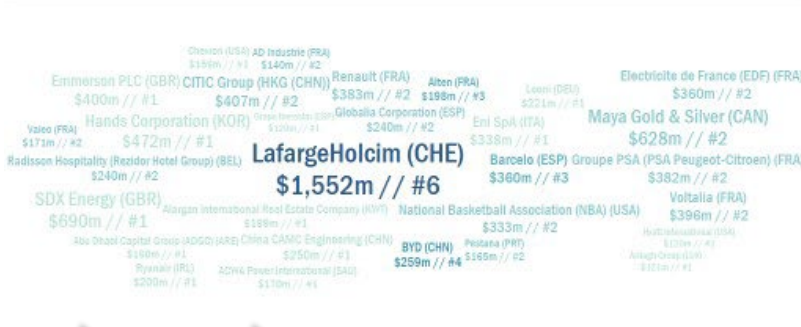 Chevron (USA) AD Industrie (FRA)
$159m // #1 $140m // #2
Emmerson PLC (GBR) CITIC Group (HKG (CHN)) Renault (FRA) Alten (FRA) Leoni (DEU) Electricite de France (EDF) (FRA)
$400m // #1 $407m // #2 $383m // #2 $198m // #3 $221m // #1 $360m // #2
Valeo (FRA) Hands Corporation (KOR) Globalia Corporation (ESP) Eni SpA (ITA) Maya Gold & Silver (CAN)
$171m // #2 $472m // #1 $240m // #2 $338m // #1 $628m // #2
Radisson Hospitality (Rezidor Hotel Group) (BEL) LafargeHolcim (CHE) Barcelo (ESP) Groupe PSA (PSA Peugeot-Citroen) (FRA
$240m // #2 $1,552m // #6 $360m // #3 $382m // #2
SDX Energy (GBR) Alargan International Real Estate Company (KWT) National Basketball Association (NBA) (USA) Voltalia (FRA)
$690m // #1 $189m // #1 $333m // #2 $396m // #2
Abu Dhabi Capital Group (ADCG) (ARE) China CAMC Engineering (CHN) BYD (CHN) Pestana (PRT)
$250m // #1 $259m // #4 $165m // #2
Ryanair (IRL) ACWA Power International (SAU)
$200m // #1 $170m // #1